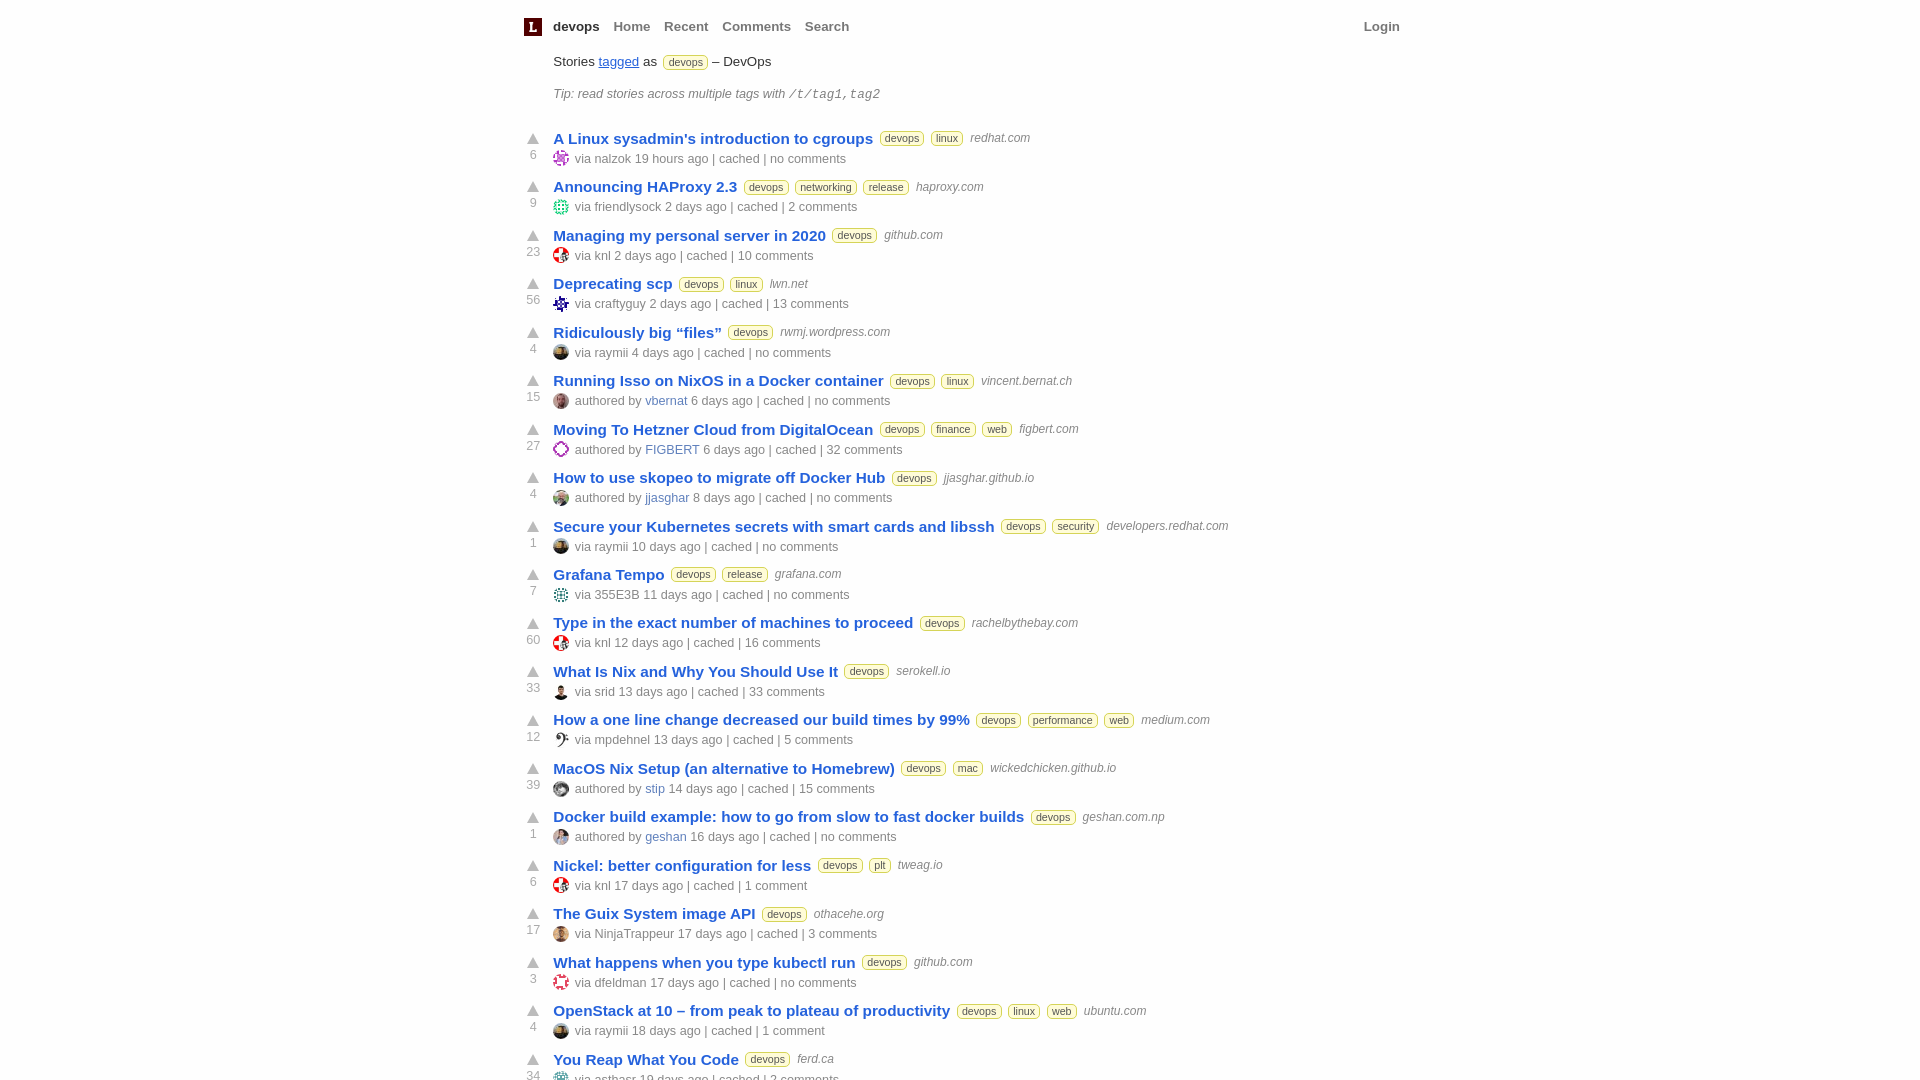 L devops Home Recent Comments Search Login
Stories tagged as devops – DevOps
Tip: read stories across multiple tags with /t/tag1,tag2
A Linux sysadmin's introduction to cgroups devops linux redhat.com
6 via nalzok 19 hours ago | cached | no comments
Announcing HAProxy 2.3 devops networking release haproxy.com
9 via friendlysock 2 days ago | cached | 2 comments
Managing my personal server in 2020 devops github.com
23 via knl 2 days ago | cached | 10 comments
Deprecating scp devops linux lwn.net
56 via craftyguy 2 days ago | cached | 13 comments
Ridiculously big “files” devops rwmj.wordpress.com
4 via raymii 4 days ago | cached | no comments
Running Isso on NixOS in a Docker container devops linux vincent.bernat.ch
15 authored by vbernat 6 days ago | cached | no comments
Moving To Hetzner Cloud from DigitalOcean devops finance web figbert.com
27 authored by FIGBERT 6 days ago | cached | 32 comments
How to use skopeo to migrate off Docker Hub devops jjasghar.github.io
4 authored by jjasghar 8 days ago | cached | no comments
Secure your Kubernetes secrets with smart cards and libssh devops security developers.redhat.com
1 via raymii 10 days ago | cached | no comments
Grafana Tempo devops release grafana.com
7 via 355E3B 11 days ago | cached | no comments
Type in the exact number of machines to proceed devops rachelbythebay.com
60 via knl 12 days ago | cached | 16 comments
What Is Nix and Why You Should Use It devops serokell.io
33 via srid 13 days ago | cached | 33 comments
How a one line change decreased our build times by 99% devops performance web medium.com
12 via mpdehnel 13 days ago | cached | 5 comments
MacOS Nix Setup (an alternative to Homebrew) devops mac wickedchicken.github.io
39 authored by stip 14 days ago | cached | 15 comments
Docker build example: how to go from slow to fast docker builds devops geshan.com.np
1 authored by geshan 16 days ago | cached | no comments
Nickel: better configuration for less devops plt tweag.io
6 via knl 17 days ago | cached | 1 comment
The Guix System image API devops othacehe.org
17 via NinjaTrappeur 17 days ago | cached | 3 comments
What happens when you type kubectl run devops github.com
3 via dfeldman 17 days ago | cached | no comments
OpenStack at 10 – from peak to plateau of productivity devops linux web ubuntu.com
4 via raymii 18 days ago | cached | 1 comment
You Reap What You Code devops ferd.ca
34 via asthasr 19 days ago | cached | 2 comments